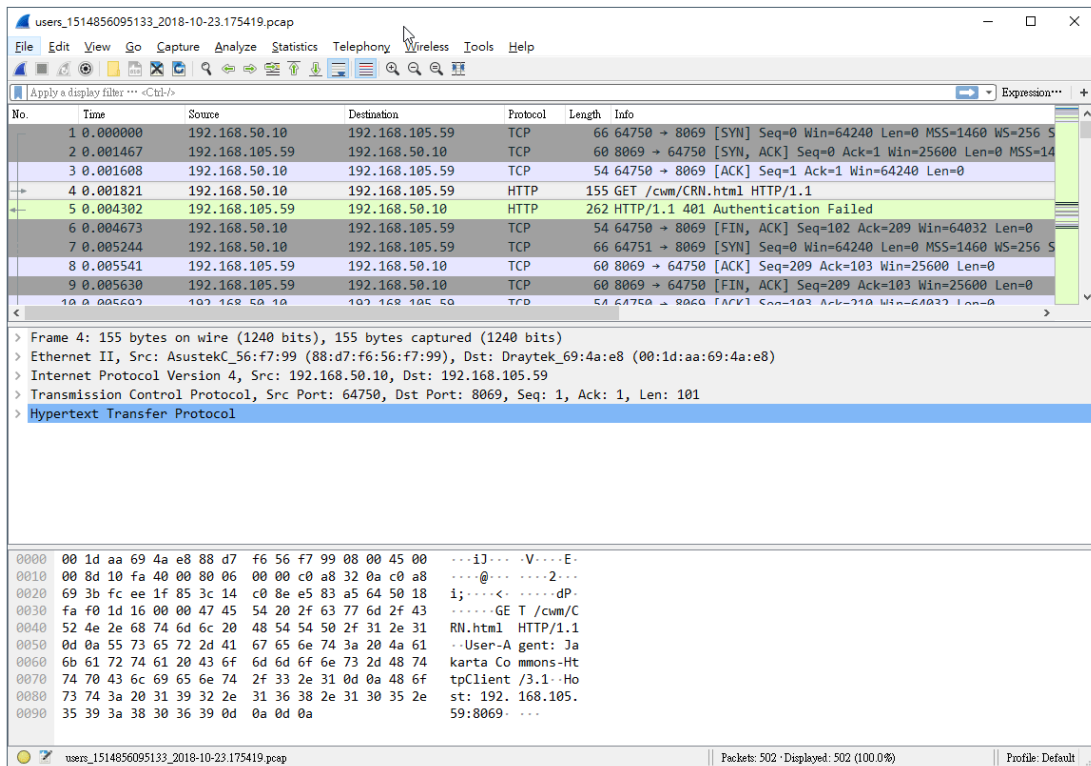 users_1514856095133_2018-10-23.175419.pcap
File Edit View Go Capture Analyze Statistics Telephony Wireless Tools Help
Apply a display filter ··· <Ctrl-/> Expression··· +
No. Time Source Destination Protocol Length Info
1 0.000000 192.168.50.10 192.168.105.59 TCP 66 64750 → 8069 [SYN] Seq=0 Win=64240 Len=0 MSS=1460 WS=256 S
2 0.001467 192.168.105.59 192.168.50.10 TCP 60 8069 → 64750 [SYN, ACK] Seq=0 Ack=1 Win=25600 Len=0 MSS=14
3 0.001608 192.168.50.10 192.168.105.59 TCP 54 64750 → 8069 [ACK] Seq=1 Ack=1 Win=64240 Len=0
4 0.001821 192.168.50.10 192.168.105.59 HTTP 155 GET /cwm/CRN.html HTTP/1.1
5 0.004302 192.168.105.59 192.168.50.10 HTTP 262 HTTP/1.1 401 Authentication Failed
6 0.004673 192.168.50.10 192.168.105.59 TCP 54 64750 → 8069 [FIN, ACK] Seq=102 Ack=209 Win=64032 Len=0
7 0.005244 192.168.50.10 192.168.105.59 TCP 66 64751 → 8069 [SYN] Seq=0 Win=64240 Len=0 MSS=1460 WS=256 S
8 0.005541 192.168.105.59 192.168.50.10 TCP 60 8069 → 64750 [ACK] Seq=209 Ack=103 Win=25600 Len=0
9 0.005630 192.168.105.59 192.168.50.10 TCP 60 8069 → 64750 [FIN, ACK] Seq=209 Ack=103 Win=25600 Len=0
10 0.005692 192.168.50.10 192.168.105.59 TCP 54 64750 → 8069 [ACK] Seq=103 Ack=210 Win=64032 Len=0
Frame 4: 155 bytes on wire (1240 bits), 155 bytes captured (1240 bits)
Ethernet II, Src: AsustekC_56:f7:99 (88:d7:f6:56:f7:99), Dst: Draytek_69:4a:e8 (00:1d:aa:69:4a:e8)
Internet Protocol Version 4, Src: 192.168.50.10, Dst: 192.168.105.59
Transmission Control Protocol, Src Port: 64750, Dst Port: 8069, Seq: 1, Ack: 1, Len: 101
Hypertext Transfer Protocol
0000 00 1d aa 69 4a e8 88 d7 f6 56 f7 99 08 00 45 00 ···iJ··· ·V····E·
0010 00 8d 10 fa 40 00 80 06 00 00 c0 a8 32 0a c0 a8 ····@··· ····2···
0020 69 3b fc ee 1f 85 3c 14 c0 8e e5 83 a5 64 50 18 i;····<· ·····dP·
0030 fa f0 1d 16 00 00 47 45 54 20 2f 63 77 6d 2f 43 ······GE T /cwm/C
0040 52 4e 2e 68 74 6d 6c 20 48 54 54 50 2f 31 2e 31 RN.html HTTP/1.1
0050 0d 0a 55 73 65 72 2d 41 67 65 6e 74 3a 20 4a 61 ··User-A gent: Ja
0060 6b 61 72 74 61 20 43 6f 6d 6d 6f 6e 73 2d 48 74 karta Co mmons-Ht
0070 74 70 43 6c 69 65 6e 74 2f 33 2e 31 0d 0a 48 6f tpClient /3.1··Ho
0080 73 74 3a 20 31 39 32 2e 31 36 38 2e 31 30 35 2e st: 192. 168.105.
0090 35 39 3a 38 30 36 39 0d 0a 0d 0a 59:8069· ···
users_1514856095133_2018-10-23.175419.pcap Packets: 502 · Displayed: 502 (100.0%) Profile: Default